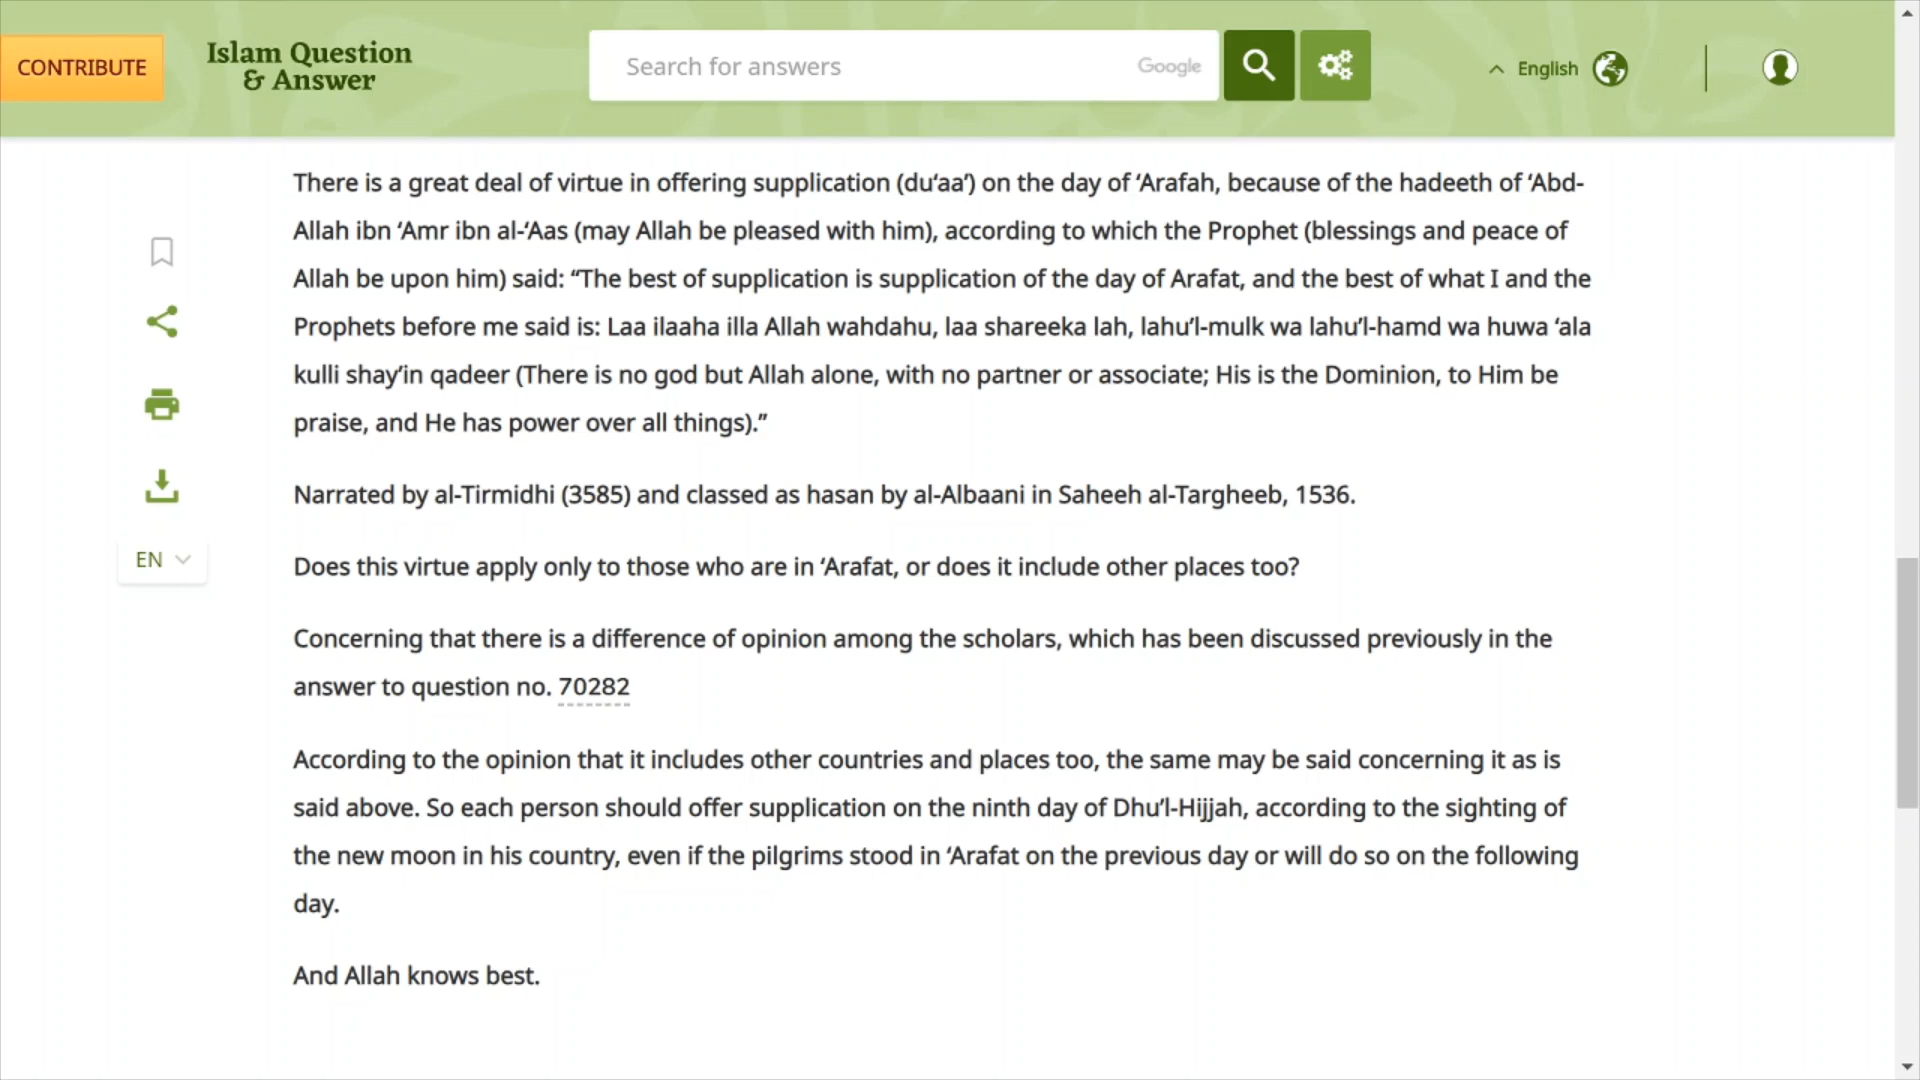 CONTRIBUTE
Islam Question
& Answer
Search for answers
Google
English
There is a great deal of virtue in offering supplication (du‘aa’) on the day of ‘Arafah, because of the hadeeth of ‘Abd-
Allah ibn ‘Amr ibn al-‘Aas (may Allah be pleased with him), according to which the Prophet (blessings and peace of
Allah be upon him) said: “The best of supplication is supplication of the day of Arafat, and the best of what I and the
Prophets before me said is: Laa ilaaha illa Allah wahdahu, laa shareeka lah, lahu’l-mulk wa lahu’l-hamd wa huwa ‘ala
kulli shay’in qadeer (There is no god but Allah alone, with no partner or associate; His is the Dominion, to Him be
praise, and He has power over all things).”
Narrated by al-Tirmidhi (3585) and classed as hasan by al-Albaani in Saheeh al-Targheeb, 1536.
EN
Does this virtue apply only to those who are in ‘Arafat, or does it include other places too?
Concerning that there is a difference of opinion among the scholars, which has been discussed previously in the
answer to question no. 70282
According to the opinion that it includes other countries and places too, the same may be said concerning it as is
said above. So each person should offer supplication on the ninth day of Dhu’l-Hijjah, according to the sighting of
the new moon in his country, even if the pilgrims stood in ‘Arafat on the previous day or will do so on the following
day.
And Allah knows best.